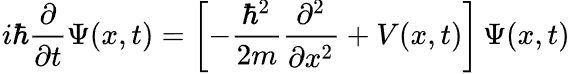 iħ ∂/∂t Ψ(x, t) = [−ħ²/2m ∂²/∂x² + V(x, t)] Ψ(x, t)